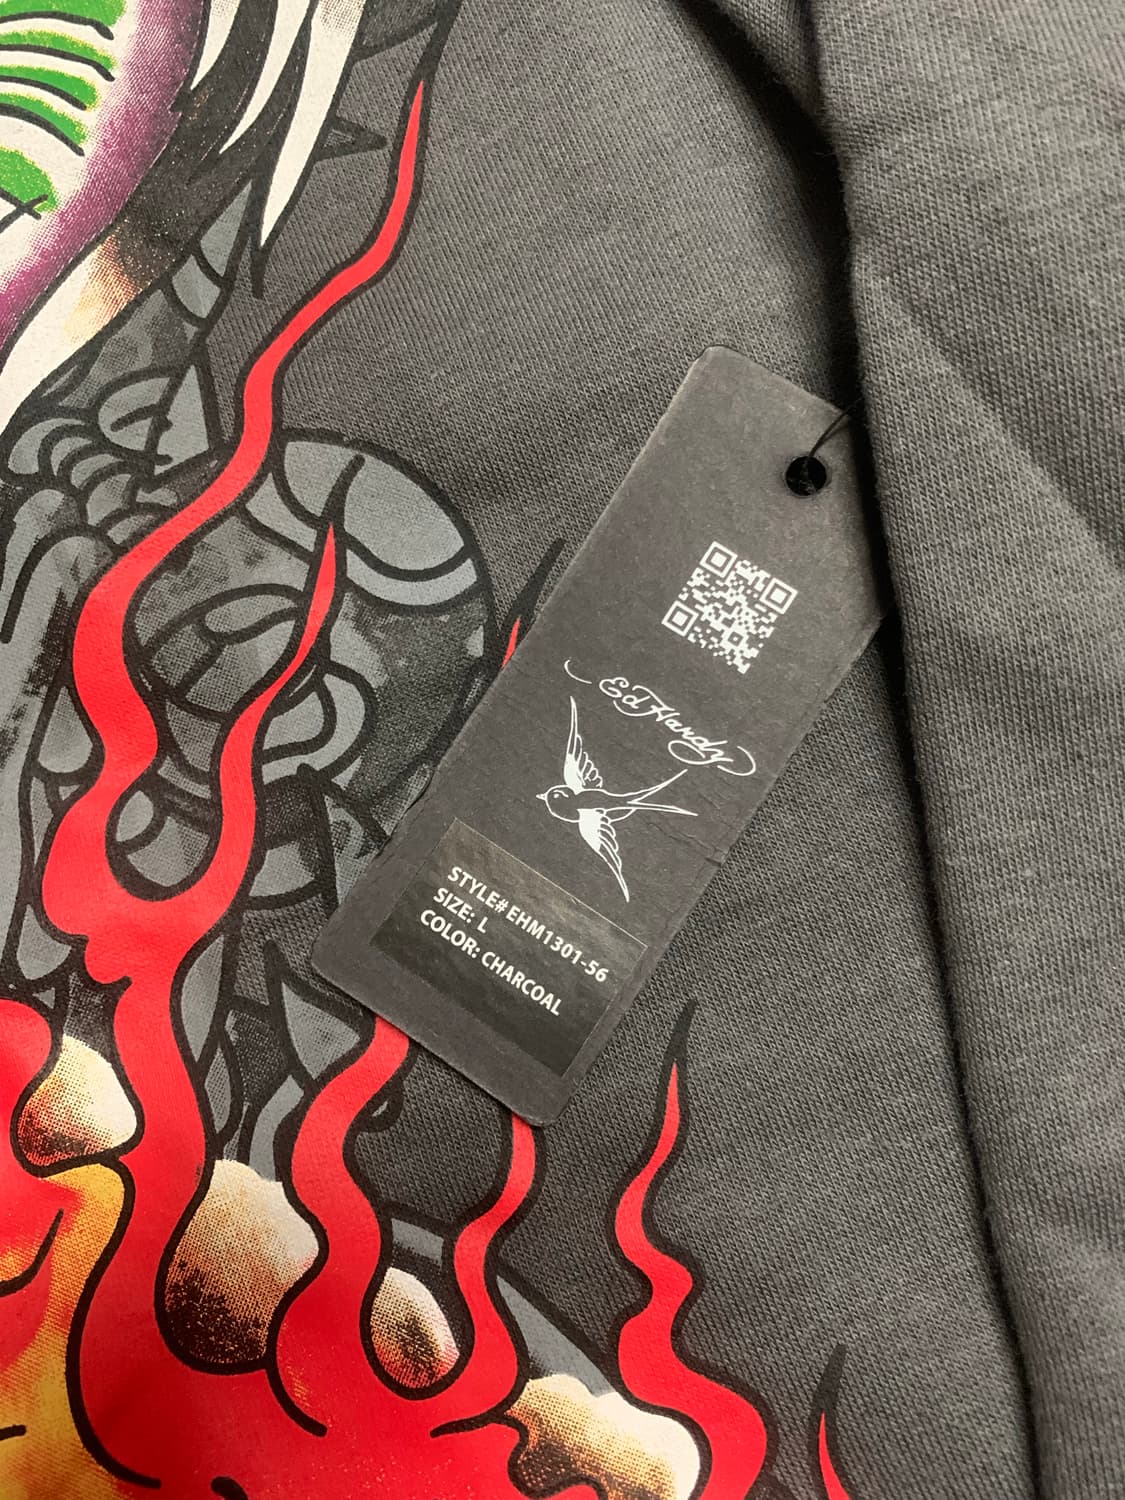 Ed Hardy
STYLE# EHM1301-56
SIZE: L
COLOR: CHARCOAL